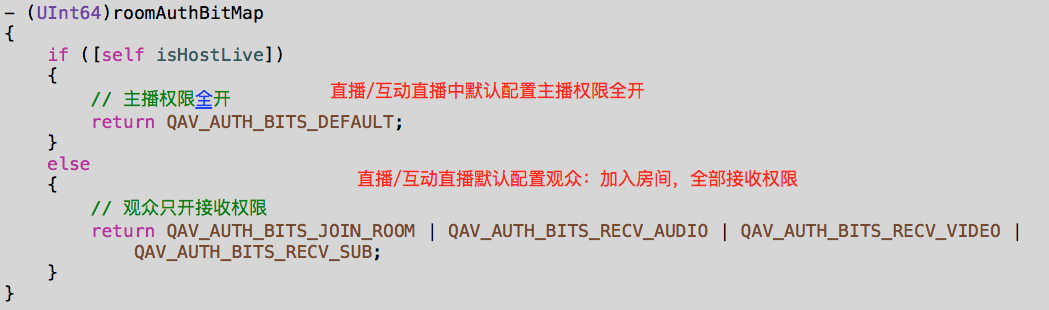 - (UInt64)roomAuthBitMap
{
if ([self isHostLive])
{
直播/互动直播中默认配置主播权限全开
// 主播权限全开
return QAV_AUTH_BITS_DEFAULT;
}
else
{
直播/互动直播默认配置观众：加入房间，全部接收权限
// 观众只开接收权限
return QAV_AUTH_BITS_JOIN_ROOM | QAV_AUTH_BITS_RECV_AUDIO | QAV_AUTH_BITS_RECV_VIDEO |
QAV_AUTH_BITS_RECV_SUB;
}
}